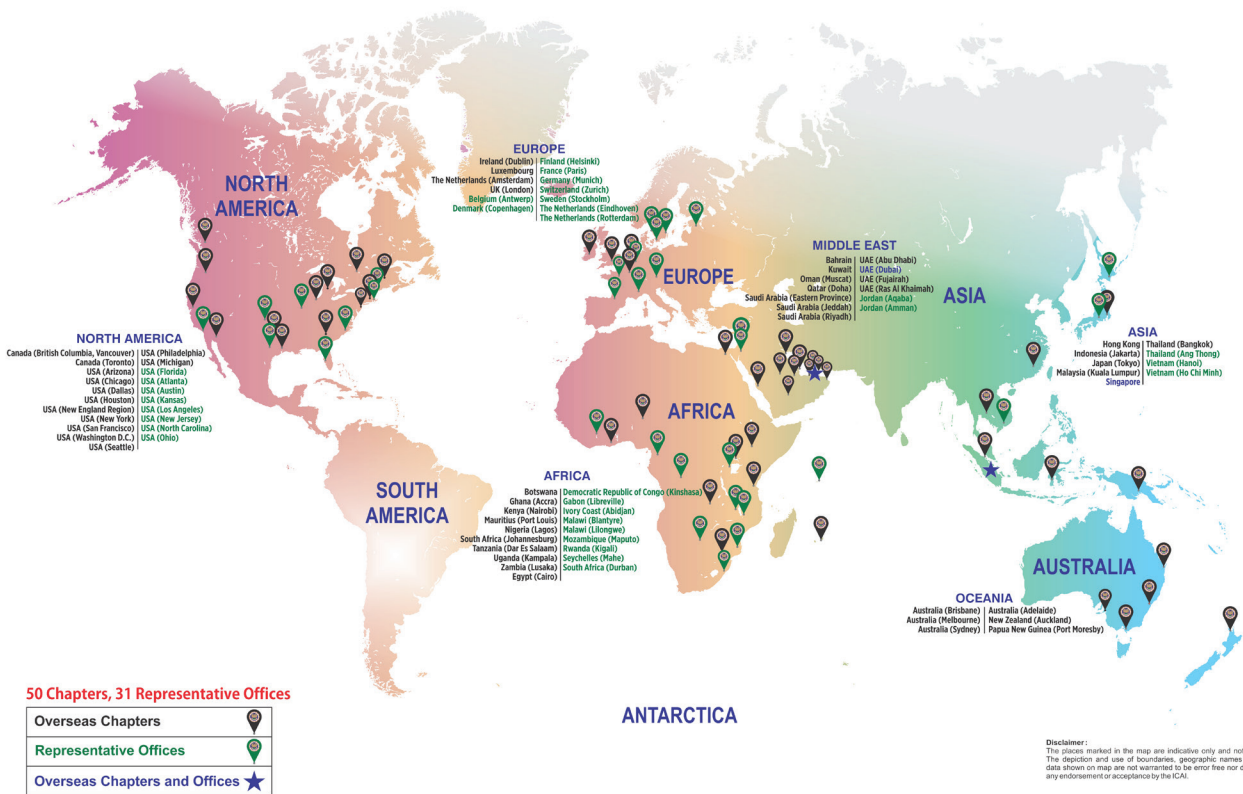 NORTH
AMERICA
EUROPE
Ireland (Dublin) Finland (Helsinki)
Luxembourg France (Paris)
The Netherlands (Amsterdam) Germany (Munich)
UK (London) Switzerland (Zurich)
Belgium (Antwerp) Sweden (Stockholm)
Denmark (Copenhagen) The Netherlands (Eindhoven)
The Netherlands (Rotterdam)
EUROPE
MIDDLE EAST
Bahrain UAE (Abu Dhabi)
Kuwait UAE (Dubai)
Oman (Muscat) UAE (Fujairah)
Qatar (Doha) UAE (Ras Al Khaimah)
Saudi Arabia (Eastern Province) Jordan (Aqaba)
Saudi Arabia (Jeddah) Jordan (Amman)
Saudi Arabia (Riyadh)
ASIA
ASIA
Hong Kong Thailand (Bangkok)
Indonesia (Jakarta) Thailand (Ang Thong)
Japan (Tokyo) Vietnam (Hanoi)
Malaysia (Kuala Lumpur) Vietnam (Ho Chi Minh)
Singapore
NORTH AMERICA
Canada (British Columbia, Vancouver) USA (Philadelphia)
Canada (Toronto) USA (Michigan)
USA (Arizona) USA (Florida)
USA (Chicago) USA (Atlanta)
USA (Dallas) USA (Austin)
USA (Houston) USA (Kansas)
USA (New England Region) USA (Los Angeles)
USA (New York) USA (New Jersey)
USA (San Francisco) USA (North Carolina)
USA (Washington D.C.) USA (Ohio)
USA (Seattle)
AFRICA
SOUTH
AMERICA
AFRICA
Botswana Democratic Republic of Congo (Kinshasa)
Ghana (Accra) Gabon (Libreville)
Kenya (Nairobi) Ivory Coast (Abidjan)
Mauritius (Port Louis) Malawi (Blantyre)
Nigeria (Lagos) Malawi (Lilongwe)
South Africa (Johannesburg) Mozambique (Maputo)
Tanzania (Dar Es Salaam) Rwanda (Kigali)
Uganda (Kampala) Seychelles (Mahe)
Zambia (Lusaka) South Africa (Durban)
Egypt (Cairo)
AUSTRALIA
OCEANIA
Australia (Brisbane) Australia (Adelaide)
Australia (Melbourne) New Zealand (Auckland)
Australia (Sydney) Papua New Guinea (Port Moresby)
ANTARCTICA
50 Chapters, 31 Representative Offices
Overseas Chapters
Representative Offices
Overseas Chapters and Offices
Disclaimer :
The places marked in the map are indicative only and not
The depiction and use of boundaries, geographic names
data shown on map are not warranted to be error free nor
any endorsement or acceptance by the ICAI.